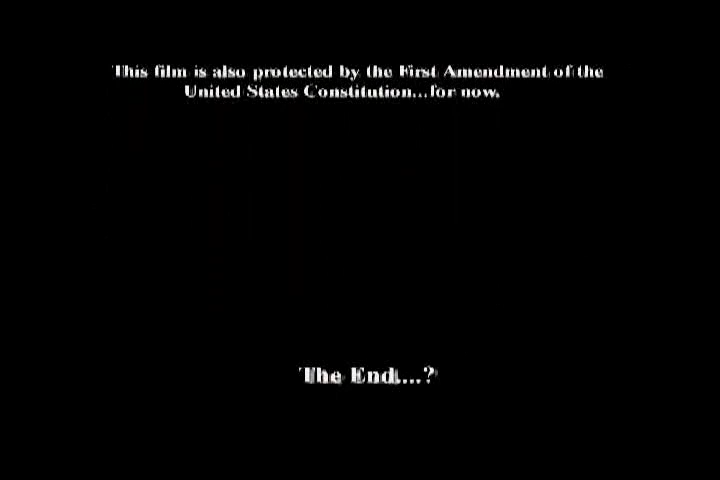 This film is also protected by the First Amendment of the
United States Constitution...for now.
The End....?